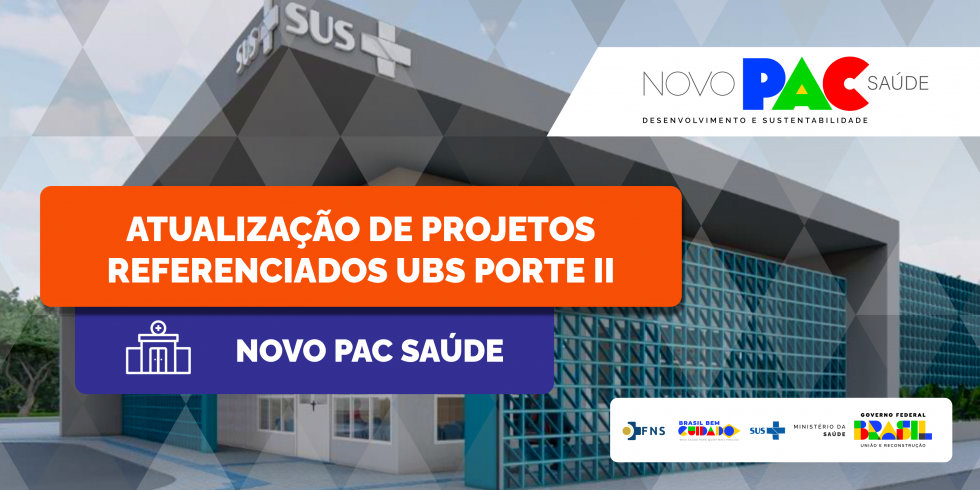 SUS
SUS
NOVO PAC SAÚDE
DESENVOLVIMENTO E SUSTENTABILIDADE
ATUALIZAÇÃO DE PROJETOS
REFERENCIADOS UBS PORTE II
NOVO PAC SAÚDE
FNS
BRASIL BEM
CUIDADO
SUS
MINISTÉRIO DA
SAÚDE
GOVERNO FEDERAL
BRASIL
UNIÃO E RECONSTRUÇÃO